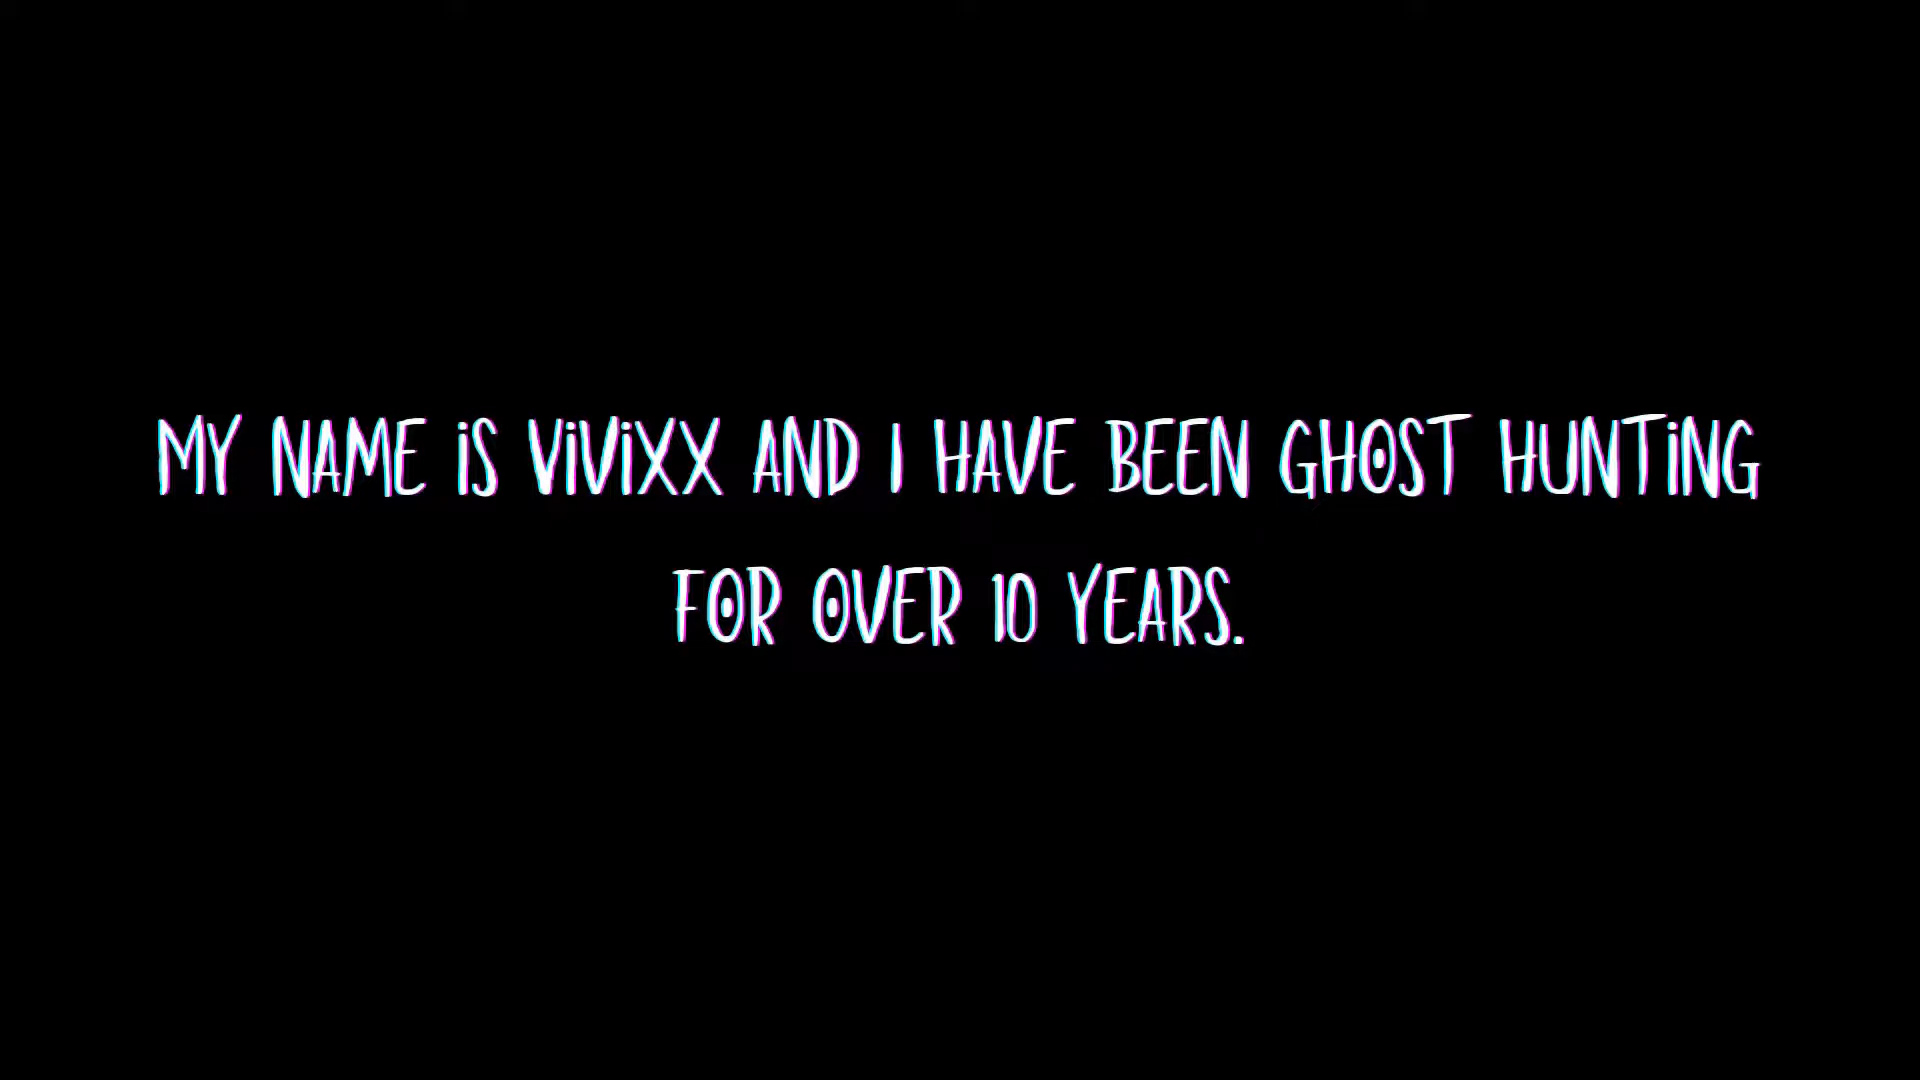 MY NAME iS ViViXX AND I HAVE BEEN GHOST HUNTiNG
FOR OVER 10 YEARS.